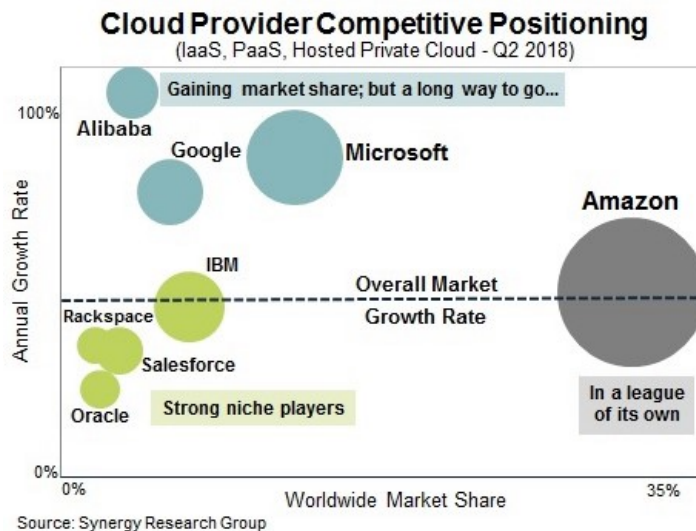 Cloud Provider Competitive Positioning
(IaaS, PaaS, Hosted Private Cloud - Q2 2018)
Gaining market share; but a long way to go...
100%
Alibaba
Google
Microsoft
Amazon
IBM
Overall Market
Growth Rate
Annual Growth Rate
Rackspace
Salesforce
Oracle
Strong niche players
In a league
of its own
0%
0%
35%
Worldwide Market Share
Source: Synergy Research Group